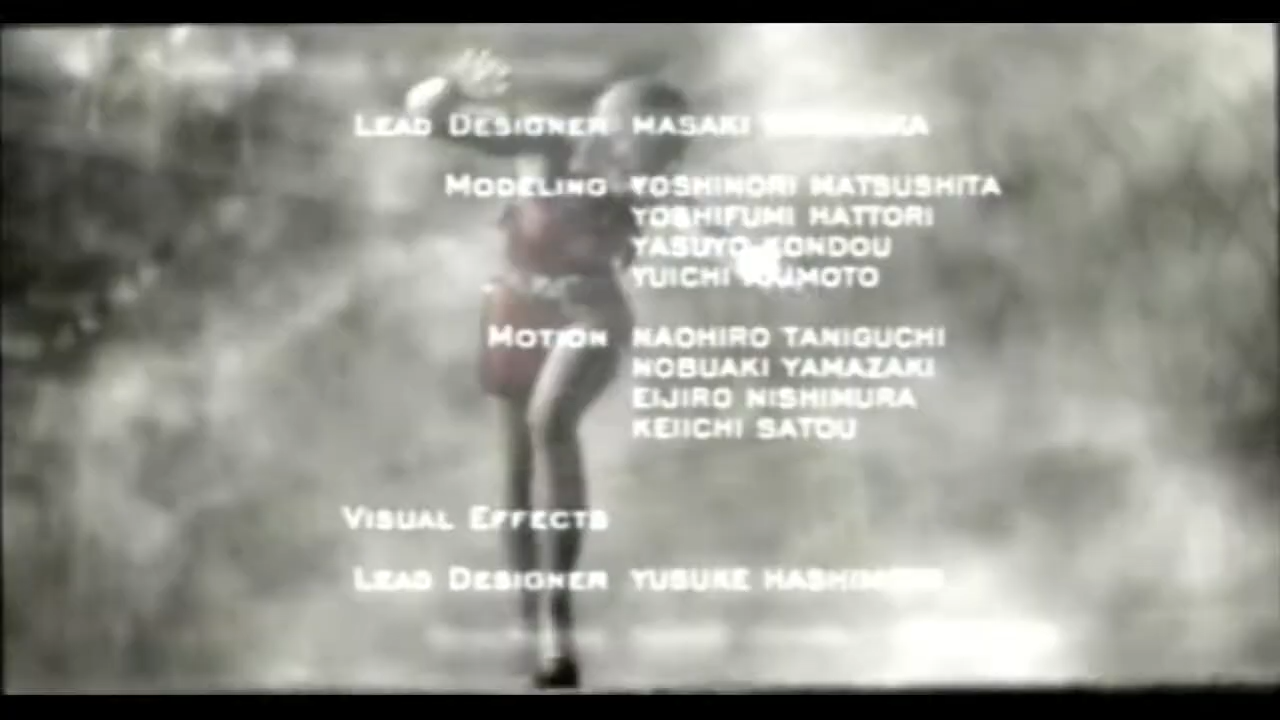 LEAD DESIGNER MASAKI
MODELING YOSHINORI MATSUSHITA
YOSHIFUMI HATTORI
YASUYO KONDOU
YUICHI
MOTION NAOHIRO TANIGUCHI
NOBUAKI YAMAZAKI
EIJIRO NISHIMURA
KEIICHI SATOU
VISUAL EFFECTS
LEAD DESIGNER YUSUKE